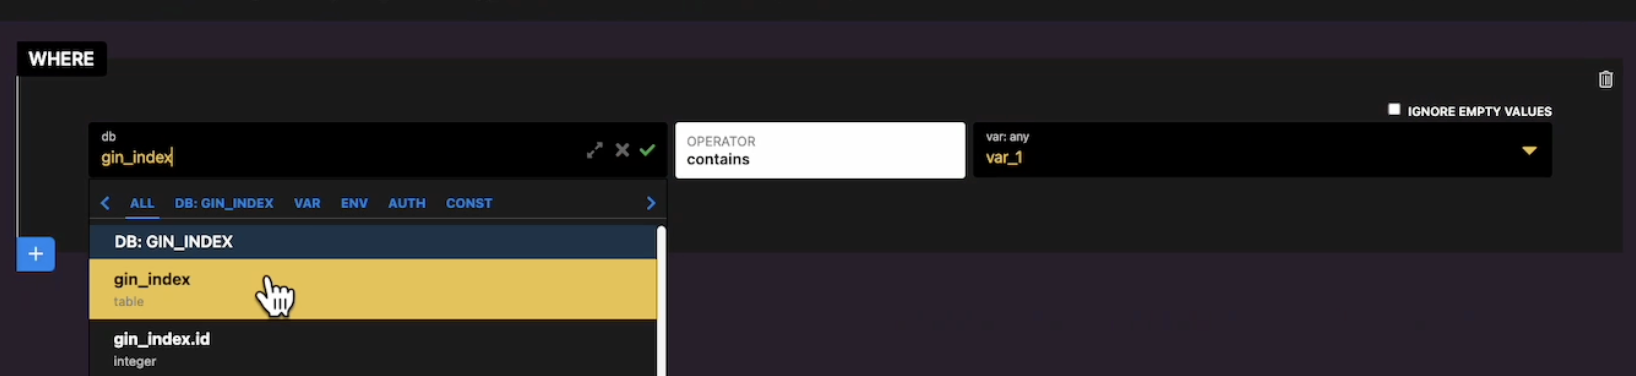 WHERE
IGNORE EMPTY VALUES
db
gin_index
OPERATOR
contains
var: any
var_1
ALL DB: GIN_INDEX VAR ENV AUTH CONST
DB: GIN_INDEX
gin_index
table
gin_index.id
integer